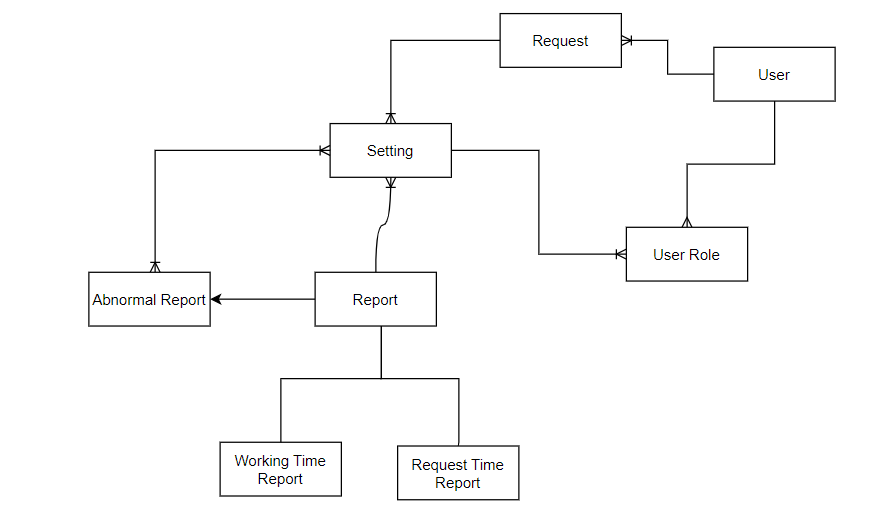 Request
User
Setting
User Role
Abnormal Report
Report
Working Time
Report
Request Time
Report